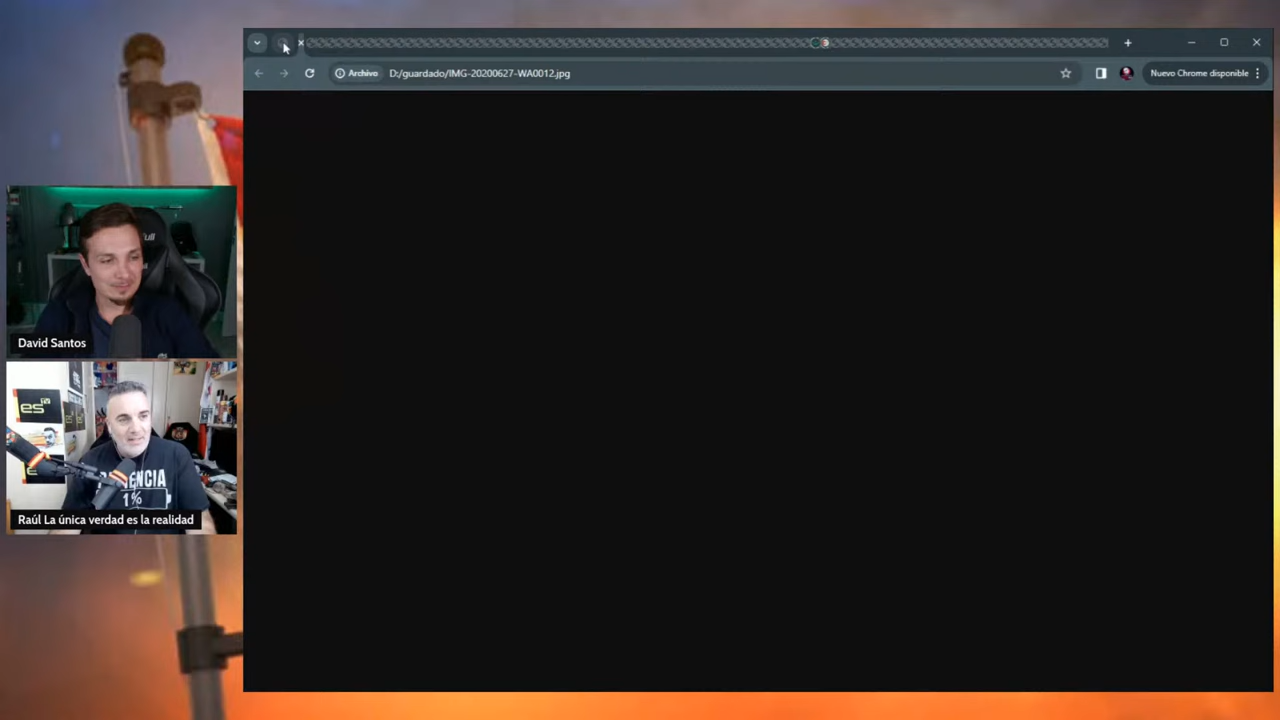 Archivo
D:/guardado/IMG-20200627-WA0012.jpg
Nuevo Chrome disponible
David Santos
es
1%
Raúl La única verdad es la realidad